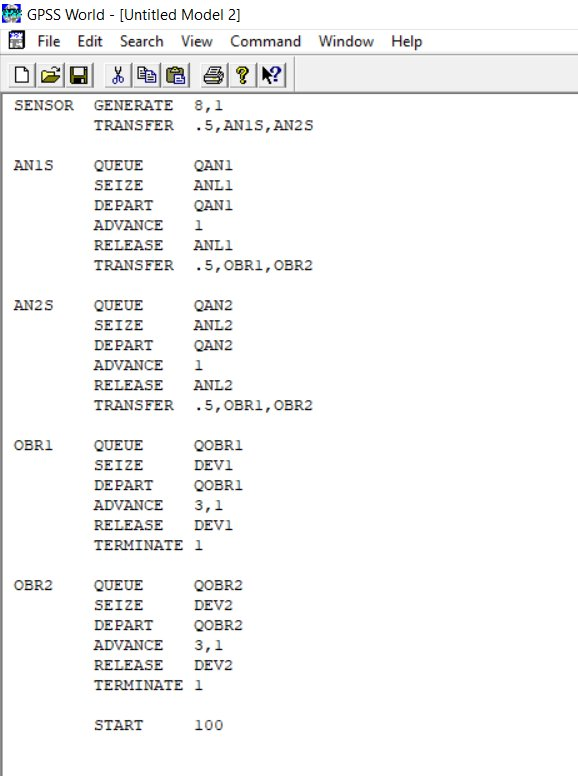 GPSS World - [Untitled Model 2]
File Edit Search View Command Window Help
SENSOR GENERATE 8,1
TRANSFER .5,AN1S,AN2S
AN1S QUEUE QAN1
SEIZE ANL1
DEPART QAN1
ADVANCE 1
RELEASE ANL1
TRANSFER .5,OBR1,OBR2
AN2S QUEUE QAN2
SEIZE ANL2
DEPART QAN2
ADVANCE 1
RELEASE ANL2
TRANSFER .5,OBR1,OBR2
OBR1 QUEUE QOBR1
SEIZE DEV1
DEPART QOBR1
ADVANCE 3,1
RELEASE DEV1
TERMINATE 1
OBR2 QUEUE QOBR2
SEIZE DEV2
DEPART QOBR2
ADVANCE 3,1
RELEASE DEV2
TERMINATE 1
START 100